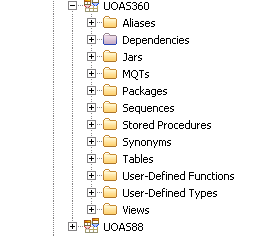 UOAS360
Aliases
Dependencies
Jars
MQTs
Packages
Sequences
Stored Procedures
Synonyms
Tables
User-Defined Functions
User-Defined Types
Views
UOAS88